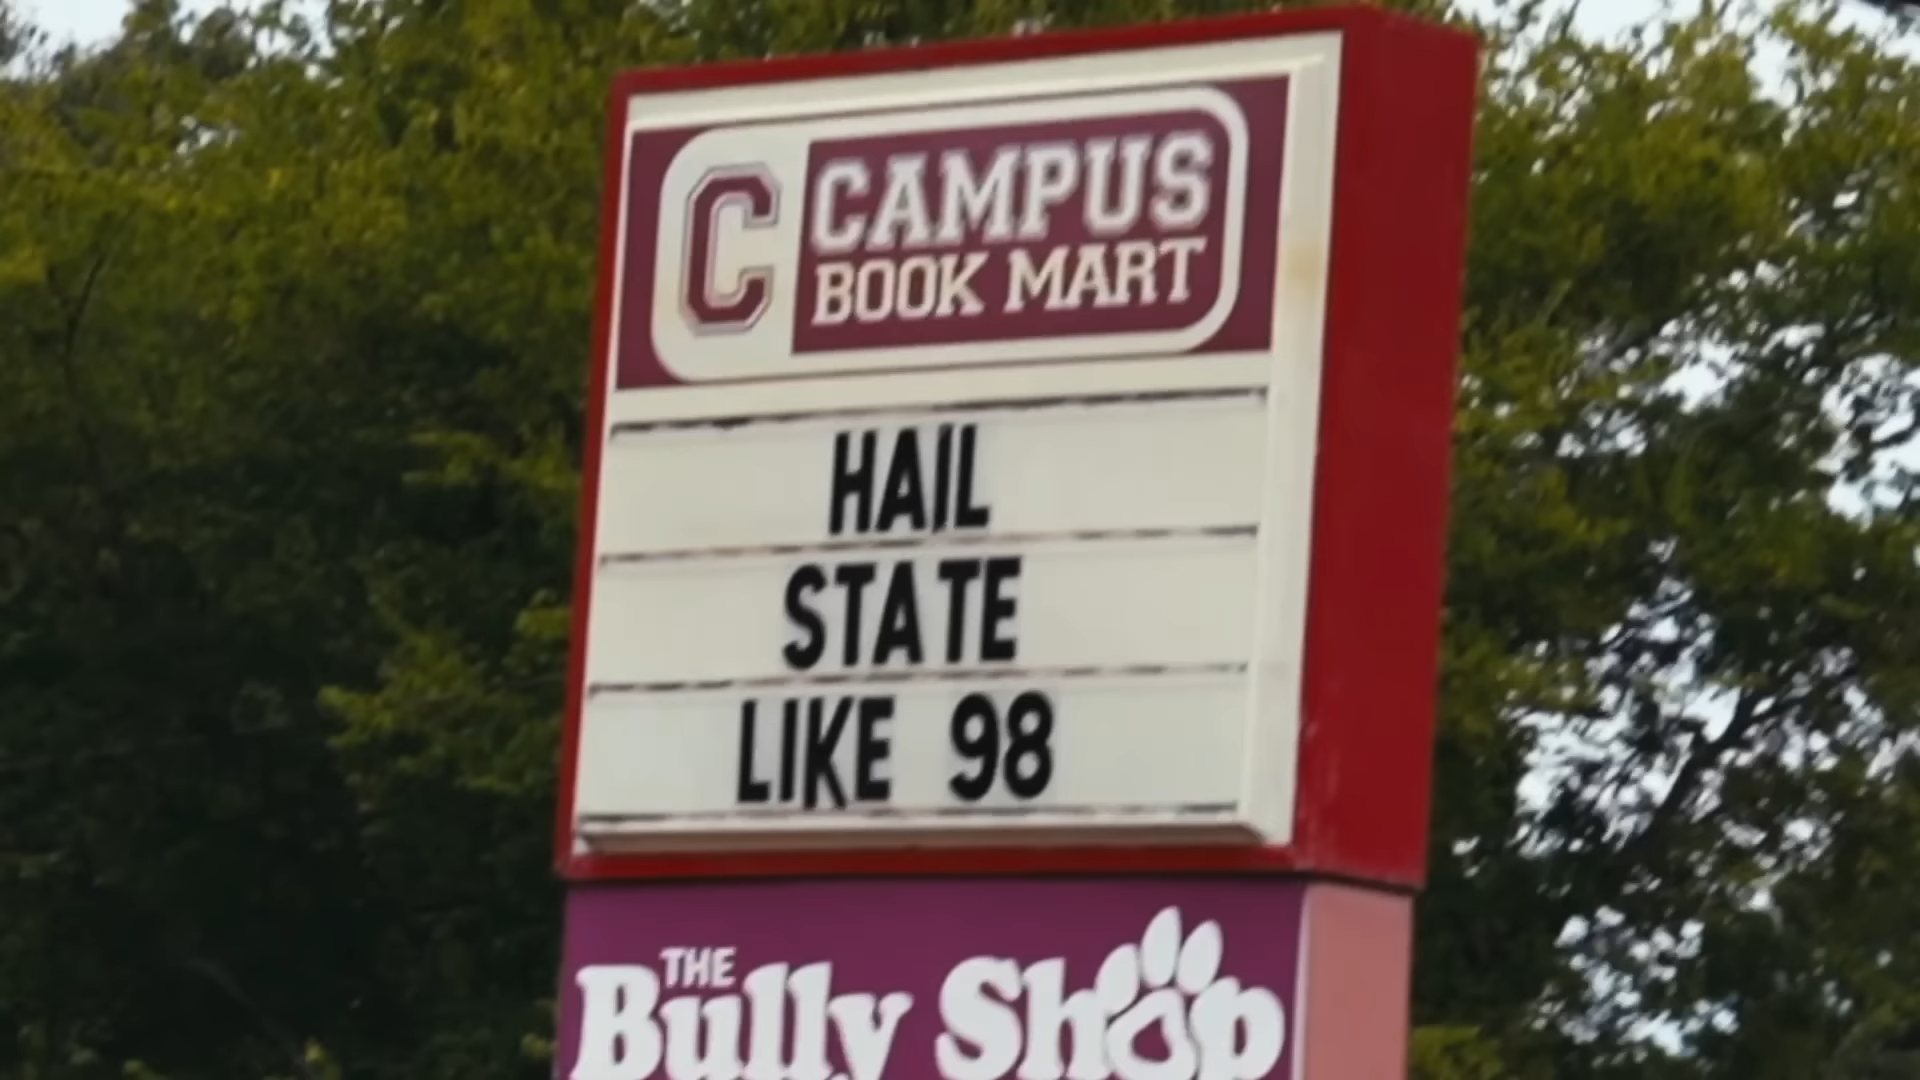 C CAMPUS
BOOK MART
HAIL
STATE
LIKE 98
THE
Bully Shop